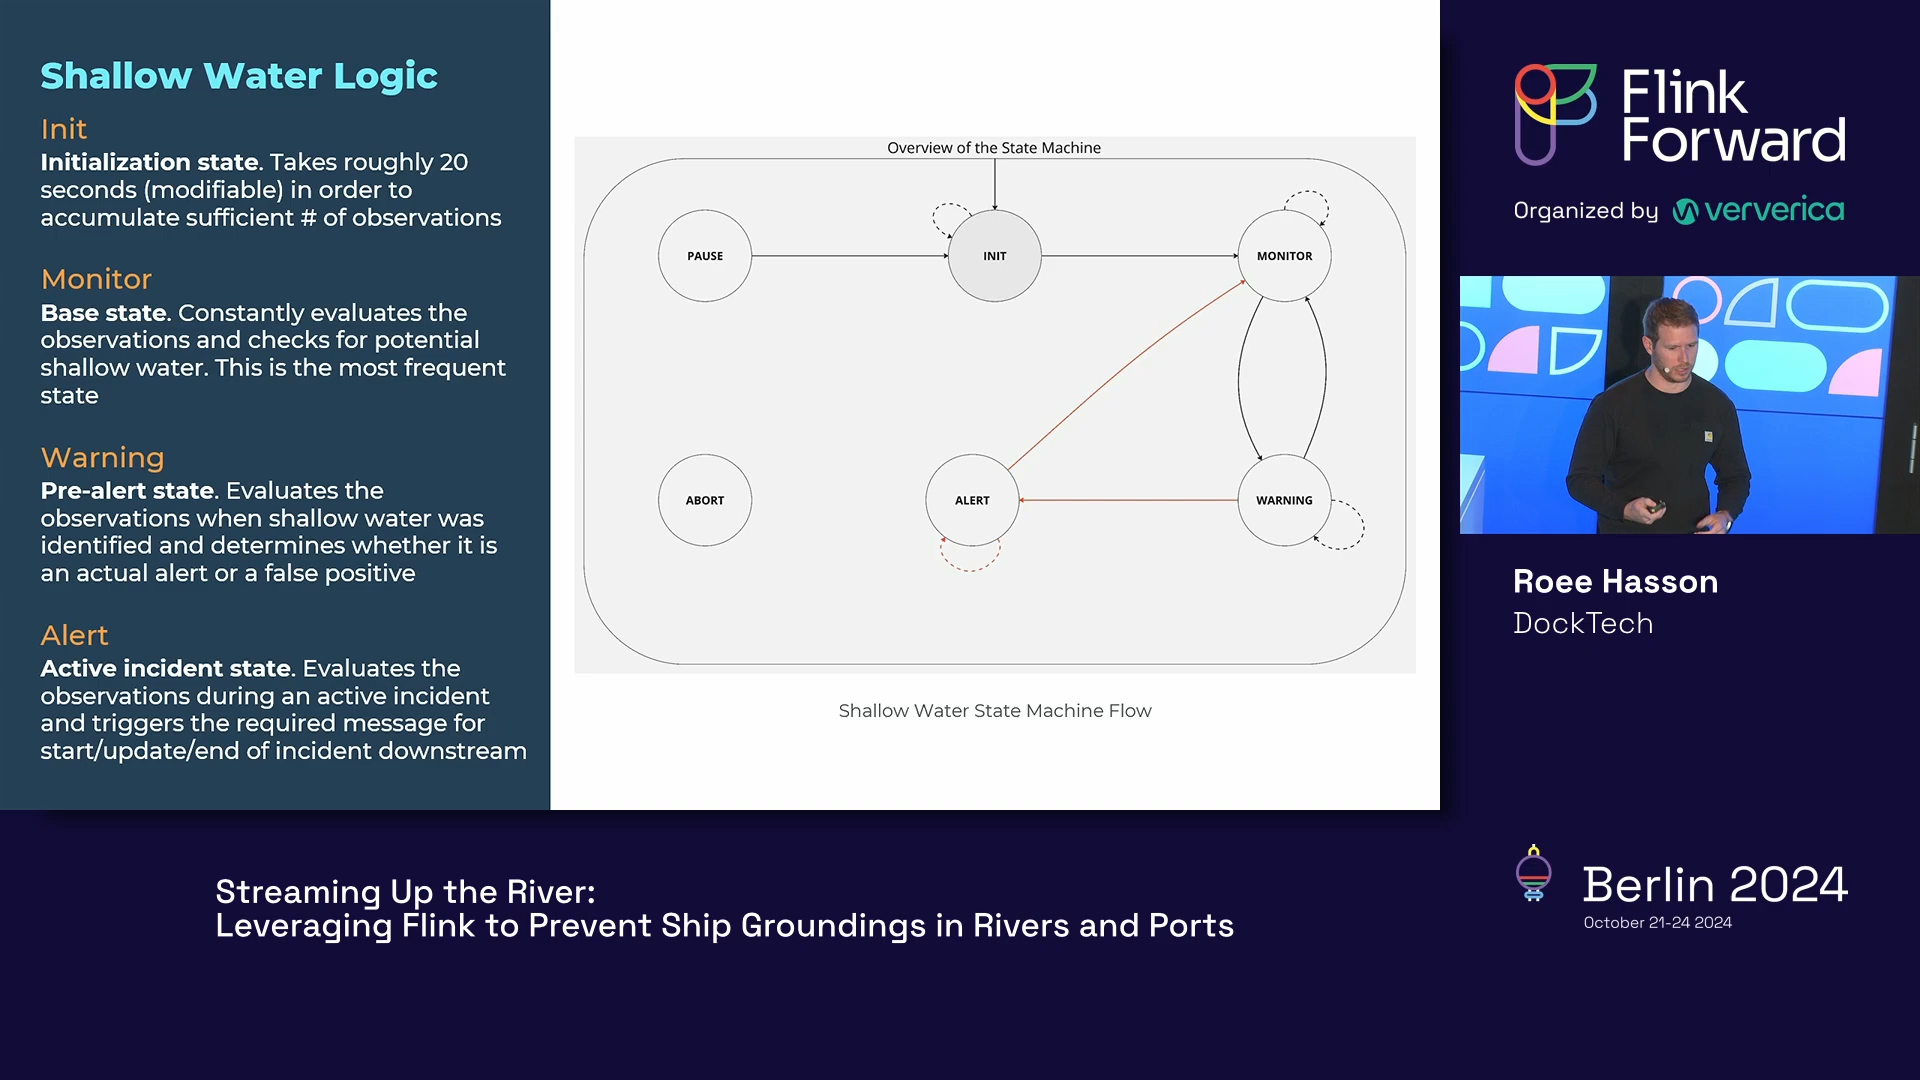 Shallow Water Logic
Init
Initialization state. Takes roughly 20
seconds (modifiable) in order to
accumulate sufficient # of observations
Monitor
Base state. Constantly evaluates the
observations and checks for potential
shallow water. This is the most frequent
state
Warning
Pre-alert state. Evaluates the
observations when shallow water was
identified and determines whether it is
an actual alert or a false positive
Alert
Active incident state. Evaluates the
observations during an active incident
and triggers the required message for
start/update/end of incident downstream
Overview of the State Machine
PAUSE
INIT
MONITOR
ABORT
ALERT
WARNING
Shallow Water State Machine Flow
Flink
Forward
Organized by ververica
Roee Hasson
DockTech
Streaming Up the River:
Leveraging Flink to Prevent Ship Groundings in Rivers and Ports
Berlin 2024
October 21-24 2024